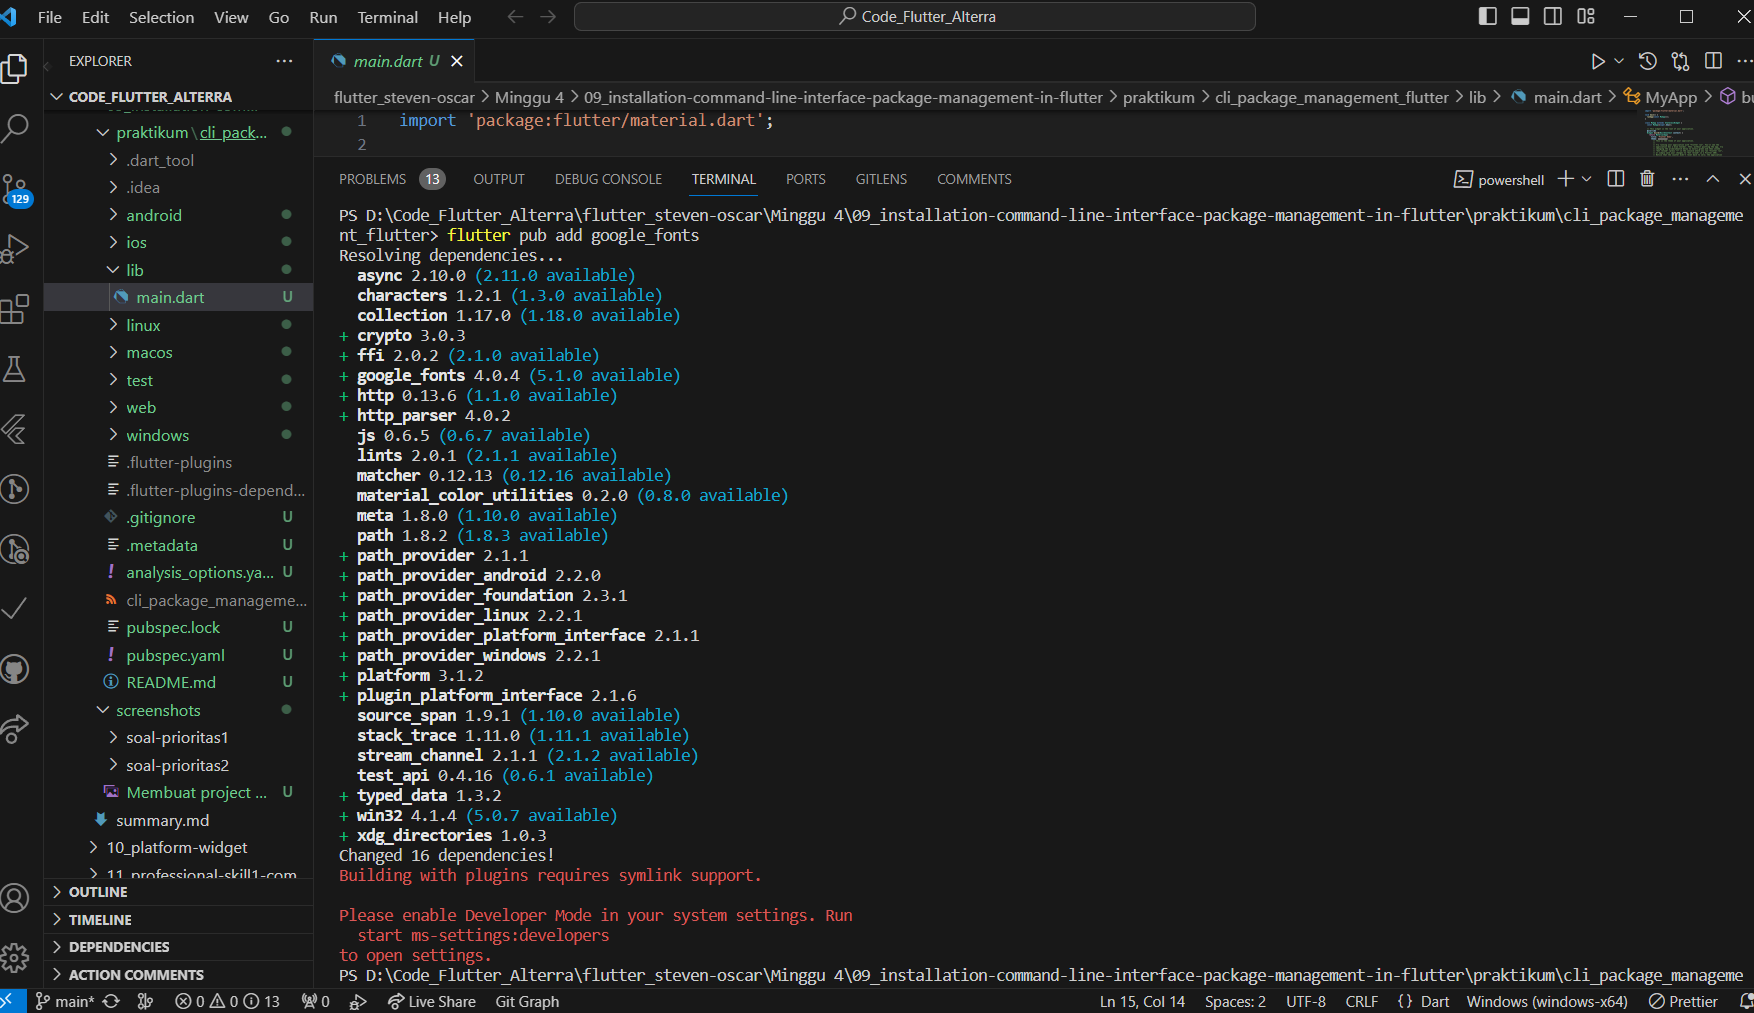 File Edit Selection View Go Run Terminal Help
Code_Flutter_Alterra
EXPLORER
main.dart U
CODE_FLUTTER_ALTERRA
flutter_steven-oscar > Minggu 4 > 09_installation-command-line-interface-package-management-in-flutter > praktikum > cli_package_management_flutter > lib > main.dart > MyApp >
praktikum \ cli_pack...
.dart_tool
.idea
android
ios
lib
main.dart U
linux
macos
test
web
windows
.flutter-plugins
.flutter-plugins-depend...
.gitignore U
.metadata U
analysis_options.ya... U
cli_package_manageme...
pubspec.lock U
pubspec.yaml U
README.md U
screenshots
soal-prioritas1
soal-prioritas2
Membuat project ... U
summary.md
10_platform-widget
11_professional-skill1-com
OUTLINE
TIMELINE
DEPENDENCIES
ACTION COMMENTS
129
1 import 'package:flutter/material.dart';
2
PROBLEMS 13 OUTPUT DEBUG CONSOLE TERMINAL PORTS GITLENS COMMENTS
powershell
PS D:\Code_Flutter_Alterra\flutter_steven-oscar\Minggu 4\09_installation-command-line-interface-package-management-in-flutter\praktikum\cli_package_manageme
nt_flutter> flutter pub add google_fonts
Resolving dependencies...
async 2.10.0 (2.11.0 available)
characters 1.2.1 (1.3.0 available)
collection 1.17.0 (1.18.0 available)
+ crypto 3.0.3
+ ffi 2.0.2 (2.1.0 available)
+ google_fonts 4.0.4 (5.1.0 available)
+ http 0.13.6 (1.1.0 available)
+ http_parser 4.0.2
js 0.6.5 (0.6.7 available)
lints 2.0.1 (2.1.1 available)
matcher 0.12.13 (0.12.16 available)
material_color_utilities 0.2.0 (0.8.0 available)
meta 1.8.0 (1.10.0 available)
path 1.8.2 (1.8.3 available)
+ path_provider 2.1.1
+ path_provider_android 2.2.0
+ path_provider_foundation 2.3.1
+ path_provider_linux 2.2.1
+ path_provider_platform_interface 2.1.1
+ path_provider_windows 2.2.1
+ platform 3.1.2
+ plugin_platform_interface 2.1.6
source_span 1.9.1 (1.10.0 available)
stack_trace 1.11.0 (1.11.1 available)
stream_channel 2.1.1 (2.1.2 available)
test_api 0.4.16 (0.6.1 available)
+ typed_data 1.3.2
+ win32 4.1.4 (5.0.7 available)
+ xdg_directories 1.0.3
Changed 16 dependencies!
Building with plugins requires symlink support.
Please enable Developer Mode in your system settings. Run
start ms-settings:developers
to open settings.
PS D:\Code_Flutter_Alterra\flutter_steven-oscar\Minggu 4\09_installation-command-line-interface-package-management-in-flutter\praktikum\cli_package_manageme
main* 0 0 13 0 Live Share Git Graph Ln 15, Col 14 Spaces: 2 UTF-8 CRLF {} Dart Windows (windows-x64) Prettier